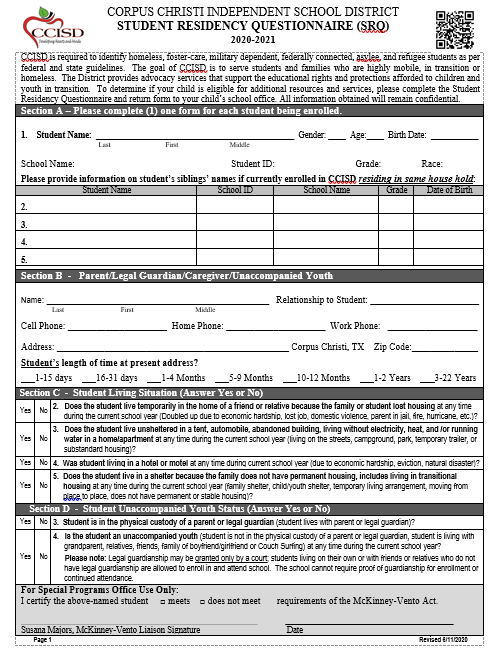 CORPUS CHRISTI INDEPENDENT SCHOOL DISTRICT
STUDENT RESIDENCY QUESTIONNAIRE (SRQ)
2020-2021
CCISD
CCISD is required to identify homeless, foster-care, military dependent, federally connected, asylee, and refugee students as per
federal and state guidelines. The goal of CCISD is to serve students and families who are highly mobile, in transition or
homeless. The District provides advocacy services that support the educational rights and protections afforded to children and
youth in transition. To determine if your child is eligible for additional resources and services, please complete the Student
Residency Questionnaire and return form to your child's school office. All information obtained will remain confidential.
Section A – Please complete (1) one form for each student being enrolled.
1. Student Name: Gender: Age: Birth Date:
Last First Middle
School Name: Student ID: Grade: Race:
Please provide information on student's siblings' names if currently enrolled in CCISD residing in same house hold:
Student Name School ID School Name Grade Date of Birth
2.
3.
4.
5.
Section B - Parent/Legal Guardian/Caregiver/Unaccompanied Youth
Name: Relationship to Student:
Last First Middle
Cell Phone: Home Phone: Work Phone:
Address: Corpus Christi, TX Zip Code:
Student's length of time at present address?
1-15 days 16-31 days 1-4 Months 5-9 Months 10-12 Months 1-2 Years 3-22 Years
Section C - Student Living Situation (Answer Yes or No)
Yes No 2. Does the student live temporarily in the home of a friend or relative because the family or student lost housing at any time
during the current school year (Doubled up due to economic hardship, lost job, domestic violence, parent in jail, fire, hurricane, etc.)?
Yes No 3. Does the student live unsheltered in a tent, automobile, abandoned building, living without electricity, heat, and /or running
water in a home/apartment at any time during the current school year (living on the streets, campground, park, temporary trailer, or
substandard housing)?
Yes No 4. Was student living in a hotel or motel at any time during current school year (due to economic hardship, eviction, natural disaster)?
Yes No 5. Does the student live in a shelter because the family does not have permanent housing, includes living in transitional
housing at any time during the current school year (family shelter, child/youth shelter, temporary living arrangement, moving from
place to place, does not have permanent or stable housing)?
Section D - Student Unaccompanied Youth Status (Answer Yes or No)
Yes No 3. Student is in the physical custody of a parent or legal guardian (student lives with parent or legal guardian)?
Yes No 4. Is the student an unaccompanied youth (student is not in the physical custody of a parent or legal guardian, student is living with
grandparent, relatives, friends, family of boyfriend/girlfriend or Couch Surfing) at any time during the current school year?
Please note: Legal guardianship may be granted only by a court; students living on their own or with friends or relatives who do not
have legal guardianship are allowed to enroll in and attend school. The school cannot require proof of guardianship for enrollment or
continued attendance.
For Special Programs Office Use Only:
I certify the above-named student □ meets □ does not meet requirements of the McKinney-Vento Act.
Susana Majors, McKinney-Vento Liaison Signature Date
Page 1 Revised 6/11/2020